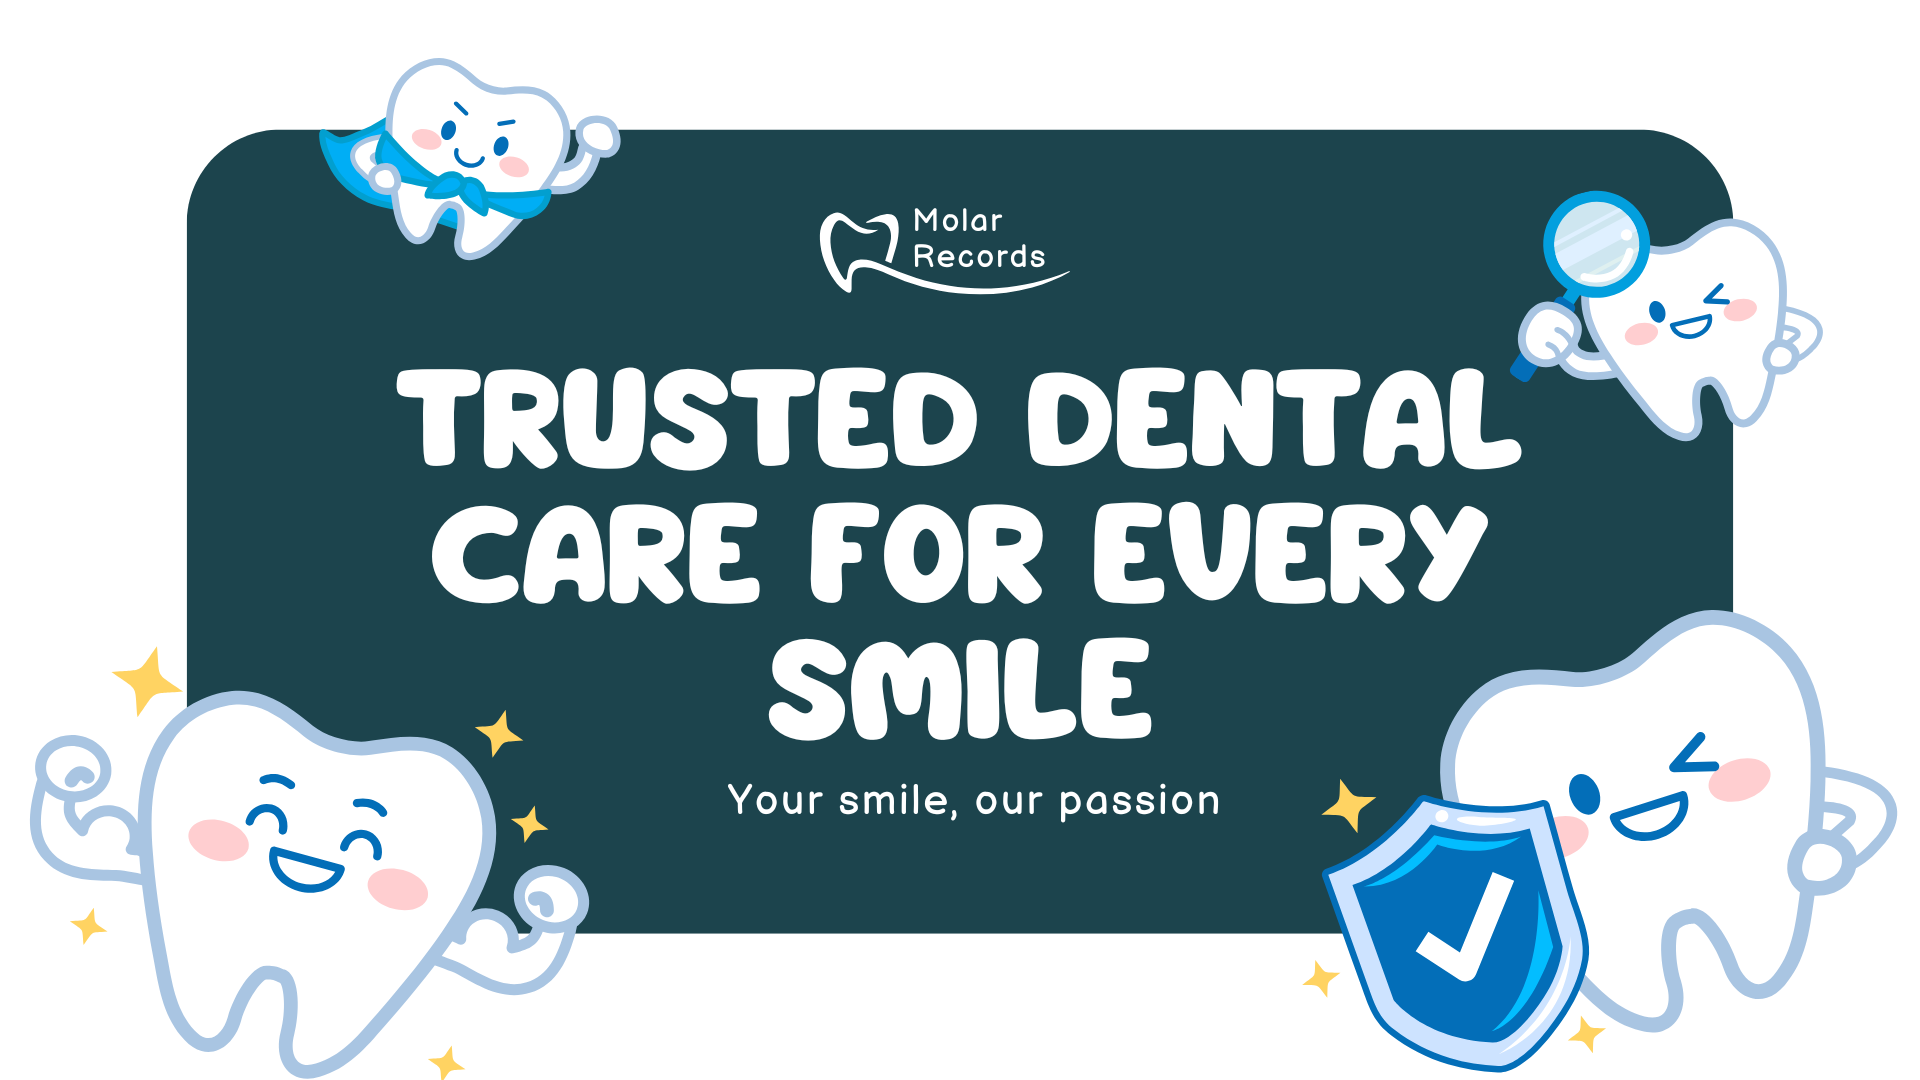 Molar
Records
TRUSTED DENTAL
CARE FOR EVERY
SMILE
Your smile, our passion